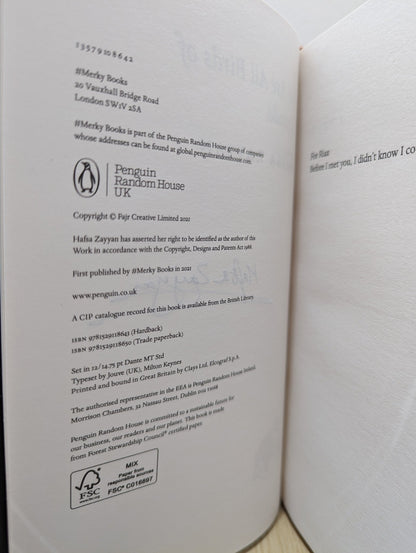 1 3 5 7 9 10 8 6 4 2
#Merky Books
20 Vauxhall Bridge Road
London SW1V 2SA
#Merky Books is part of the Penguin Random House group of companies
whose addresses can be found at global.penguinrandomhouse.com.
Penguin
Random House
UK
Copyright © Fajr Creative Limited 2021
Hafsa Zayyan has asserted her right to be identified as the author of this
Work in accordance with the Copyright, Designs and Patents Act 1988
First published by #Merky Books in 2021
www.penguin.co.uk
A CIP catalogue record for this book is available from the British Library.
ISBN 9781529118643 (Hardback)
ISBN 9781529118650 (Trade paperback)
Set in 12/14.75 pt Dante MT Std
Typeset by Jouve (UK), Milton Keynes
Printed and bound in Great Britain by Clays Ltd, Elcograf S.p.A.
The authorised representative in the EEA is Penguin Random House Ireland,
Morrison Chambers, 32 Nassau Street, Dublin D02 YH68
Penguin Random House is committed to a sustainable future for
our business, our readers and our planet. This book is made
from Forest Stewardship Council® certified paper.
FSC
www.fsc.org
MIX
Paper from
responsible sources
FSC® C018897
For Riaz
Before I met you, I didn't know I co